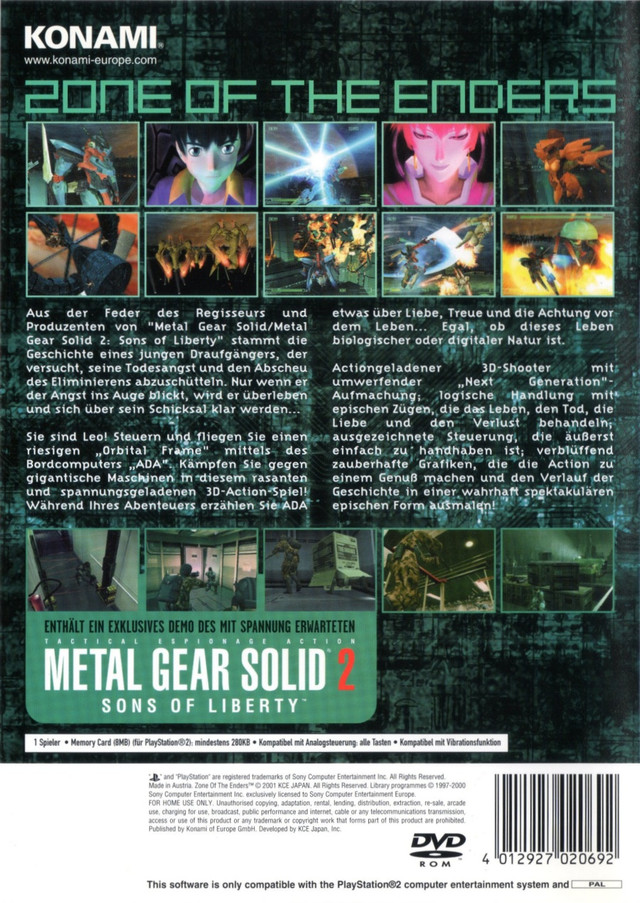 KONAMI
www.konami-europe.com
ZONE OF THE ENDERS
Aus der Feder des Regisseurs und
Produzenten von "Metal Gear Solid/Metal
Gear Solid 2: Sons of Liberty" stammt die
Geschichte eines jungen Draufgängers, der
versucht, seine Todesangst und den Abscheu
des Eliminierens abzuschütteln. Nur wenn er
der Angst ins Auge blickt, wird er überleben
und sich über sein Schicksal klar werden...
Sie sind Leo! Steuern und fliegen Sie einen
riesigen „Orbital Frame" mittels des
Bordcomputers „ADA". Kämpfen Sie gegen
gigantische Maschinen in diesem rasanten
und spannungsgeladenen 3D-Action-Spiel!
Während Ihres Abenteuers erzählen Sie ADA
etwas über Liebe, Treue und die Achtung vor
dem Leben... Egal, ob dieses Leben
biologischer oder digitaler Natur ist.
Actiongeladener 3D-Shooter mit
umwerfender „Next Generation"-
Aufmachung; logische Handlung mit
epischen Zügen, die das Leben, den Tod, die
Liebe und den Verlust behandeln;
ausgezeichnete Steuerung, die äußerst
einfach zu handhaben ist; verblüffend
zauberhafte Grafiken, die die Action zu
einem Genuß machen und den Verlauf der
Geschichte in einer wahrhaft spektakulären
epischen Form ausmalen!
ENTHÄLT EIN EXKLUSIVES DEMO DES MIT SPANNUNG ERWARTETEN
TACTICAL ESPIONAGE ACTION
METAL GEAR SOLID 2
SONS OF LIBERTY™
1 Spieler • Memory Card (8MB) (für PlayStation®2): mindestens 280KB • Kompatibel mit Analogsteuerung: alle Tasten • Kompatibel mit Vibrationsfunktion
" " and "PlayStation" are registered trademarks of Sony Computer Entertainment Inc. All Rights Reserved.
Made in Austria. Zone Of The Enders™ © 2001 KCE JAPAN. All Rights Reserved. Library programmes © 1997-2000
Sony Computer Entertainment Inc. exclusively licensed to Sony Computer Entertainment Europe.
FOR HOME USE ONLY. Unauthorised copying, adaptation, rental, lending, distribution, extraction, re-sale, arcade
use, charging for use, broadcast, public performance and internet, cable or any telecommunications transmission,
access or use of this product or any trademark or copyright work that forms part of this product are prohibited.
Published by Konami of Europe GmbH. Developed by KCE Japan, Inc.
DVD
ROM
4 012927 020692
This software is only compatible with the PlayStation®2 computer entertainment system and PAL